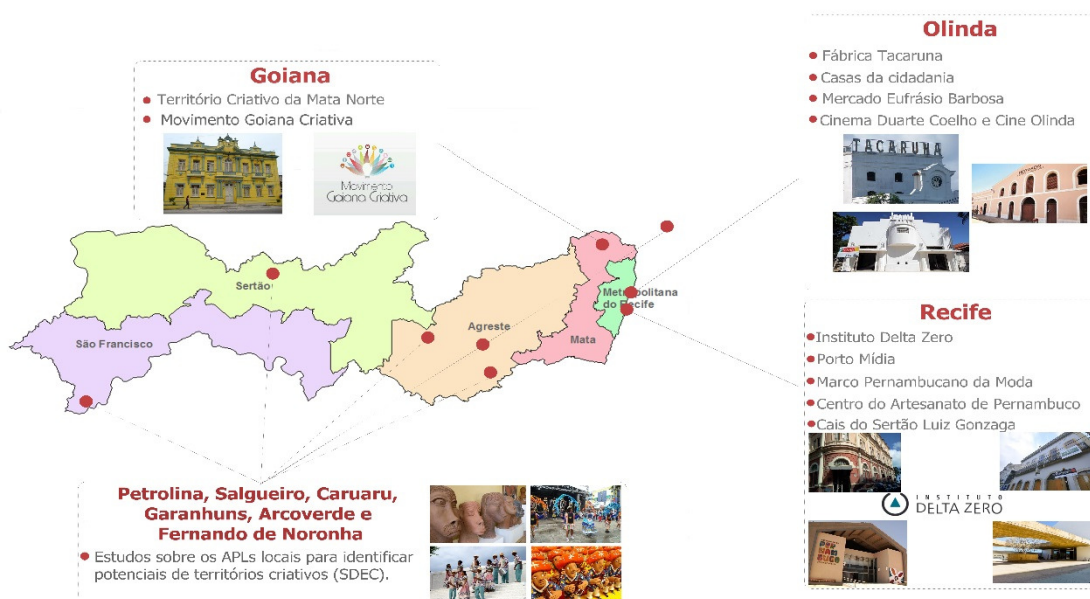 Goiana
Território Criativo da Mata Norte
Movimento Goiana Criativa
Movimento
Goiana Criativa
Olinda
Fábrica Tacaruna
Casas da cidadania
Mercado Eufrásio Barbosa
Cinema Duarte Coelho e Cine Olinda
TACARUNA
Sertão
São Francisco
Agreste
Mata
Metropolitana
do Recife
Recife
Instituto Delta Zero
Porto Mídia
Marco Pernambucano da Moda
Centro do Artesanato de Pernambuco
Cais do Sertão Luiz Gonzaga
INSTITUTO
DELTA ZERO
PER
NAM
BUCO
Petrolina, Salgueiro, Caruaru,
Garanhuns, Arcoverde e
Fernando de Noronha
Estudos sobre os APLs locais para identificar
potenciais de territórios criativos (SDEC).